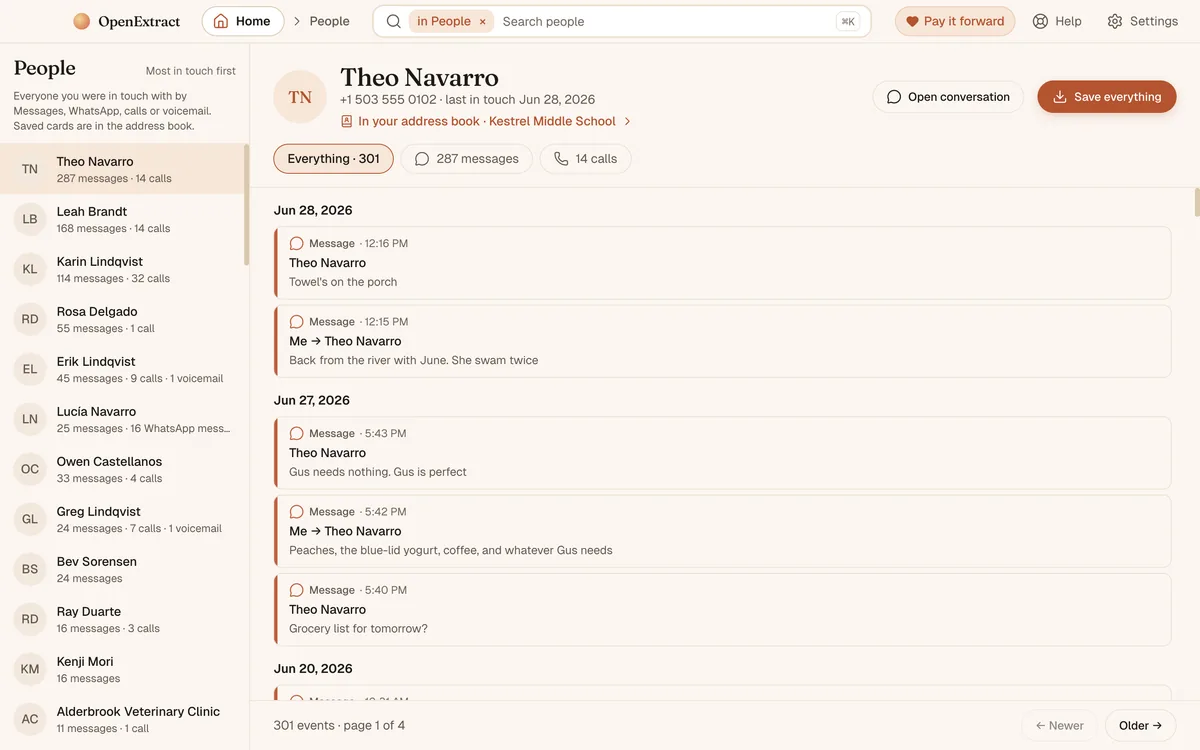 OpenExtract
Home
People
in People ×
Search people
⌘K
Pay it forward
Help
Settings
People
Most in touch first
Everyone you were in touch with by
Messages, WhatsApp, calls or voicemail.
Saved cards are in the address book.
TN
Theo Navarro
287 messages · 14 calls
LB
Leah Brandt
168 messages · 14 calls
KL
Karin Lindqvist
114 messages · 32 calls
RD
Rosa Delgado
55 messages · 1 call
EL
Erik Lindqvist
45 messages · 9 calls · 1 voicemail
LN
Lucía Navarro
25 messages · 16 WhatsApp mess…
OC
Owen Castellanos
33 messages · 4 calls
GL
Greg Lindqvist
24 messages · 7 calls · 1 voicemail
BS
Bev Sorensen
24 messages
RD
Ray Duarte
16 messages · 3 calls
KM
Kenji Mori
16 messages
AC
Alderbrook Veterinary Clinic
11 messages · 1 call
TN
Theo Navarro
+1 503 555 0102 · last in touch Jun 28, 2026
In your address book · Kestrel Middle School
Open conversation
Save everything
Everything · 301
287 messages
14 calls
Jun 28, 2026
Message · 12:16 PM
Theo Navarro
Towel's on the porch
Message · 12:15 PM
Me → Theo Navarro
Back from the river with June. She swam twice
Jun 27, 2026
Message · 5:43 PM
Theo Navarro
Gus needs nothing. Gus is perfect
Message · 5:42 PM
Me → Theo Navarro
Peaches, the blue-lid yogurt, coffee, and whatever Gus needs
Message · 5:40 PM
Theo Navarro
Grocery list for tomorrow?
Jun 20, 2026
301 events · page 1 of 4
← Newer
Older →